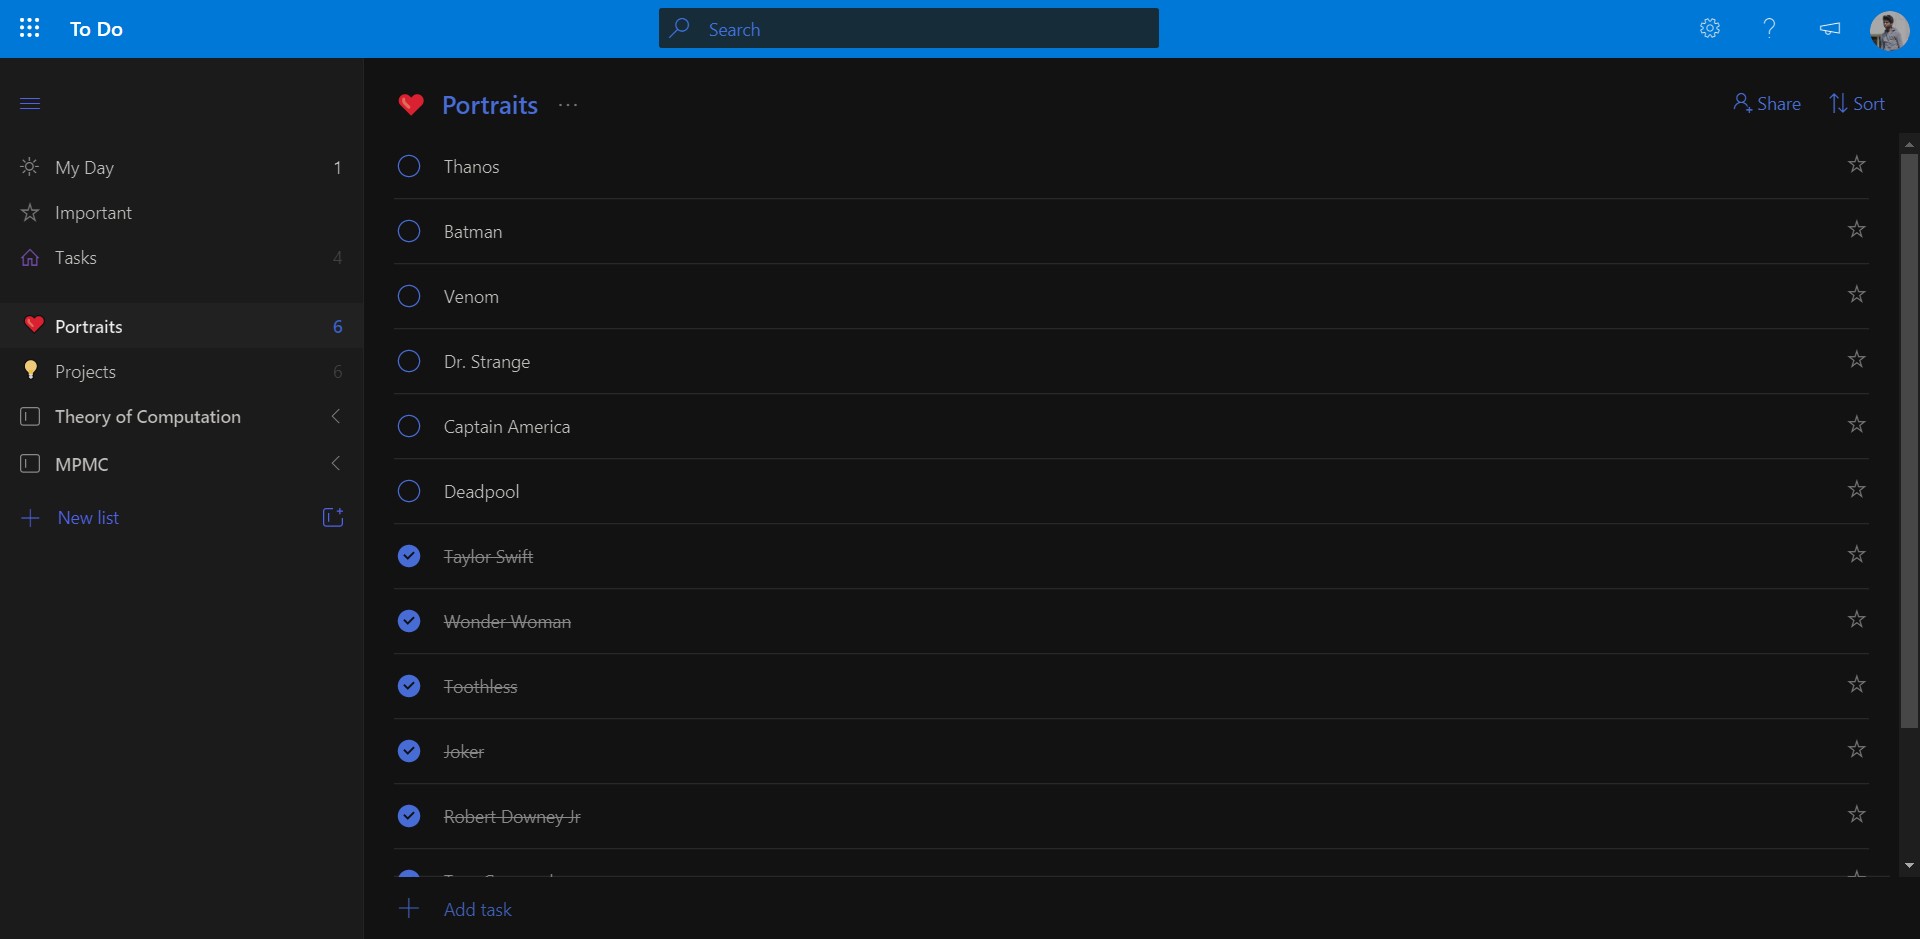 To Do
Search
My Day 1
Important
Tasks 4
Portraits 6
Projects 6
Theory of Computation
MPMC
New list
Portraits ...
Share
Sort
Thanos
Batman
Venom
Dr. Strange
Captain America
Deadpool
Taylor Swift
Wonder Woman
Toothless
Joker
Robert Downey Jr
Add task